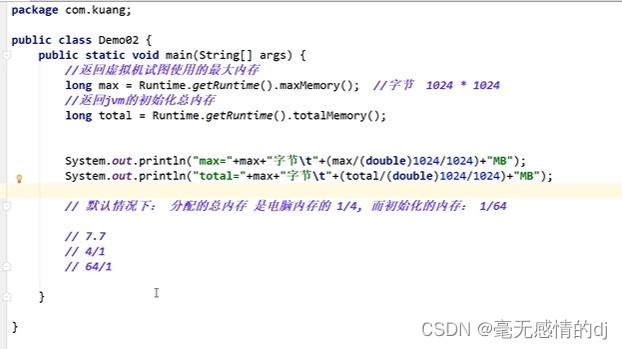 package com.kuang;
public class Demo02 {
public static void main(String[] args) {
//返回虚拟机试图使用的最大内存
long max = Runtime.getRuntime().maxMemory();  //字节  1024 * 1024
//返回jvm的初始化总内存
long total = Runtime.getRuntime().totalMemory();
System.out.println("max="+max+"字节\t"+(max/(double)1024/1024)+"MB");
System.out.println("total="+max+"字节\t"+(total/(double)1024/1024)+"MB");
// 默认情况下： 分配的总内存 是电脑内存的 1/4, 而初始化的内存： 1/64
// 7.7
// 4/1
// 64/1
}
}
CSDN @毫无感情的dj